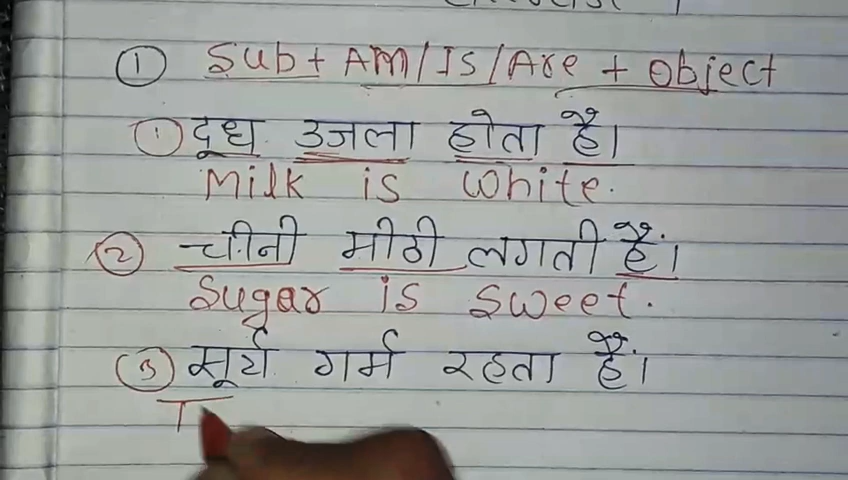 ① Sub + AM/Is/Are + object
① दूध उजला होता है।
Milk is white.
② चीनी मीठी लगती हैं।
Sugar is sweet.
③ सूर्य गर्म रहता हैं।
T